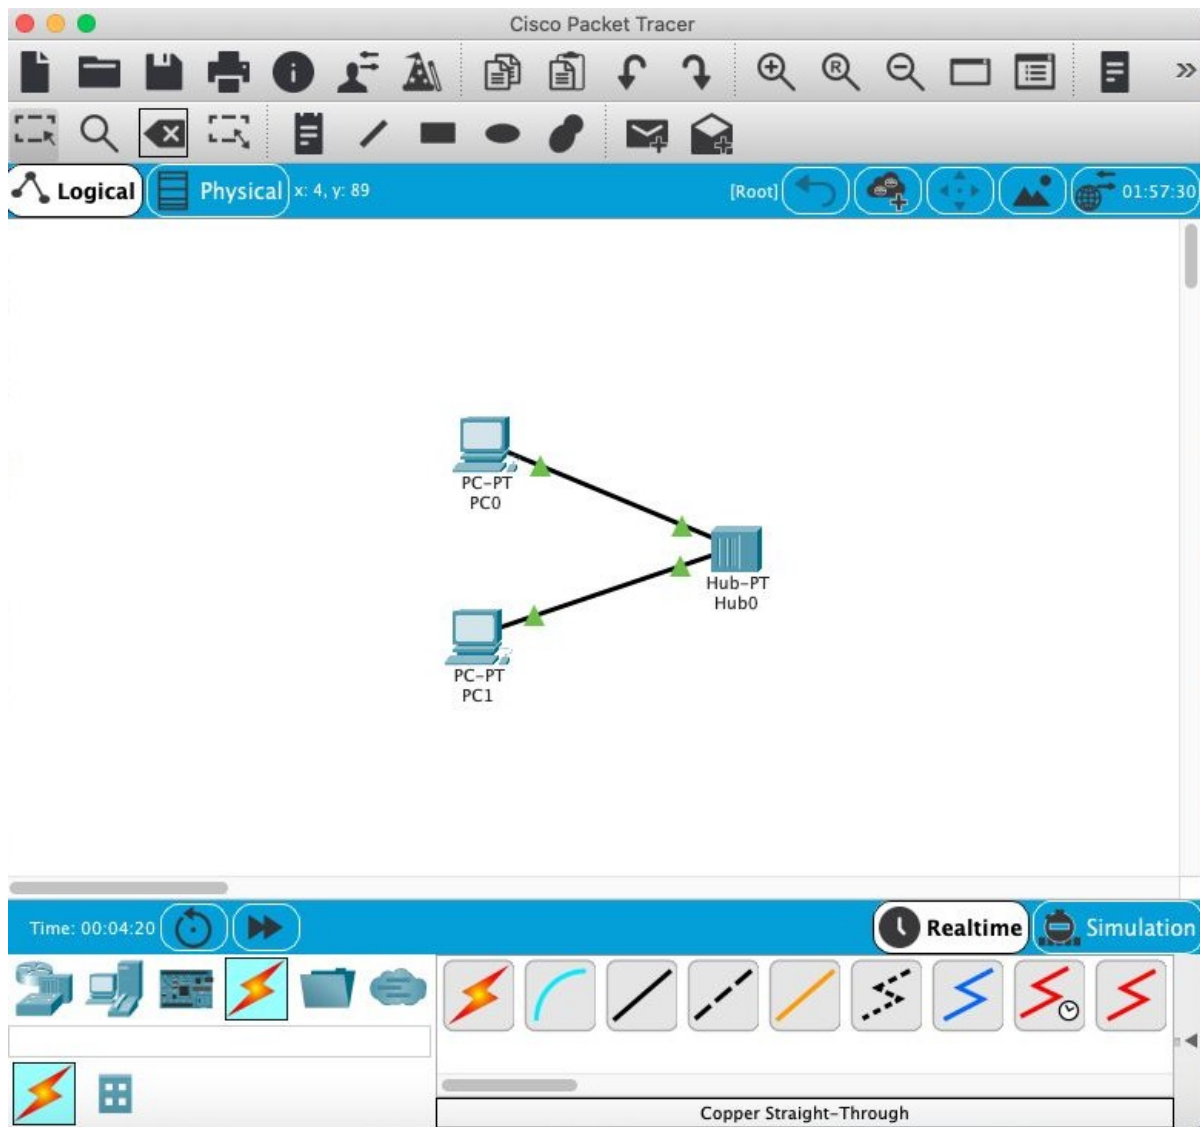 Cisco Packet Tracer
Logical
Physical
x: 4, y: 89
[Root]
01:57:30
PC-PT
PC0
Hub-PT
Hub0
PC-PT
PC1
Time: 00:04:20
Realtime
Simulation
Copper Straight-Through